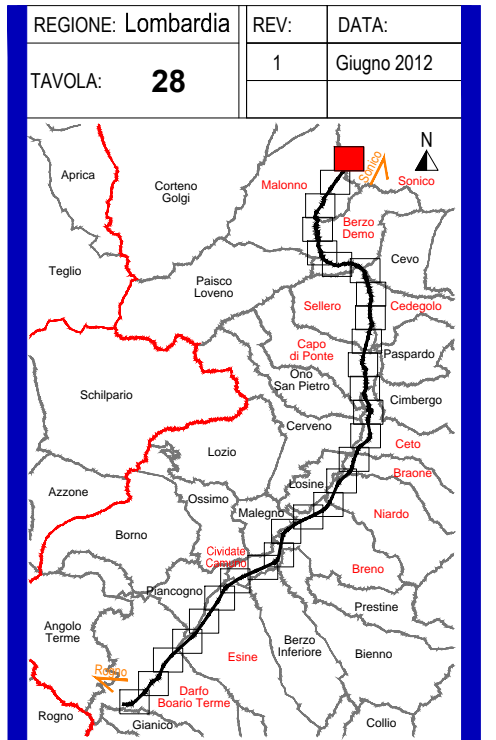 REGIONE: Lombardia
REV:
DATA:
TAVOLA: 28
1
Giugno 2012
N
Aprica
Corteno
Golgi
Malonno
Sonico
Sonico
Berzo
Demo
Teglio
Cevo
Paisco
Loveno
Sellero
Cedegolo
Capo
di Ponte
Paspardo
Ono
San Pietro
Schilpario
Cimbergo
Cerveno
Lozio
Ceto
Braone
Azzone
Ossimo
Losine
Malegno
Niardo
Borno
Cividate
Camuno
Breno
Piancogno
Prestine
Angolo
Terme
Berzo
Inferiore
Bienno
Esine
Rogno
Darfo
Boario Terme
Rogno
Gianico
Collio